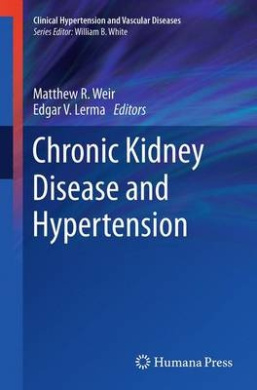 Clinical Hypertension and Vascular Diseases
Series Editor: William B. White
Matthew R. Weir
Edgar V. Lerma Editors
Chronic Kidney
Disease and
Hypertension
Humana Press